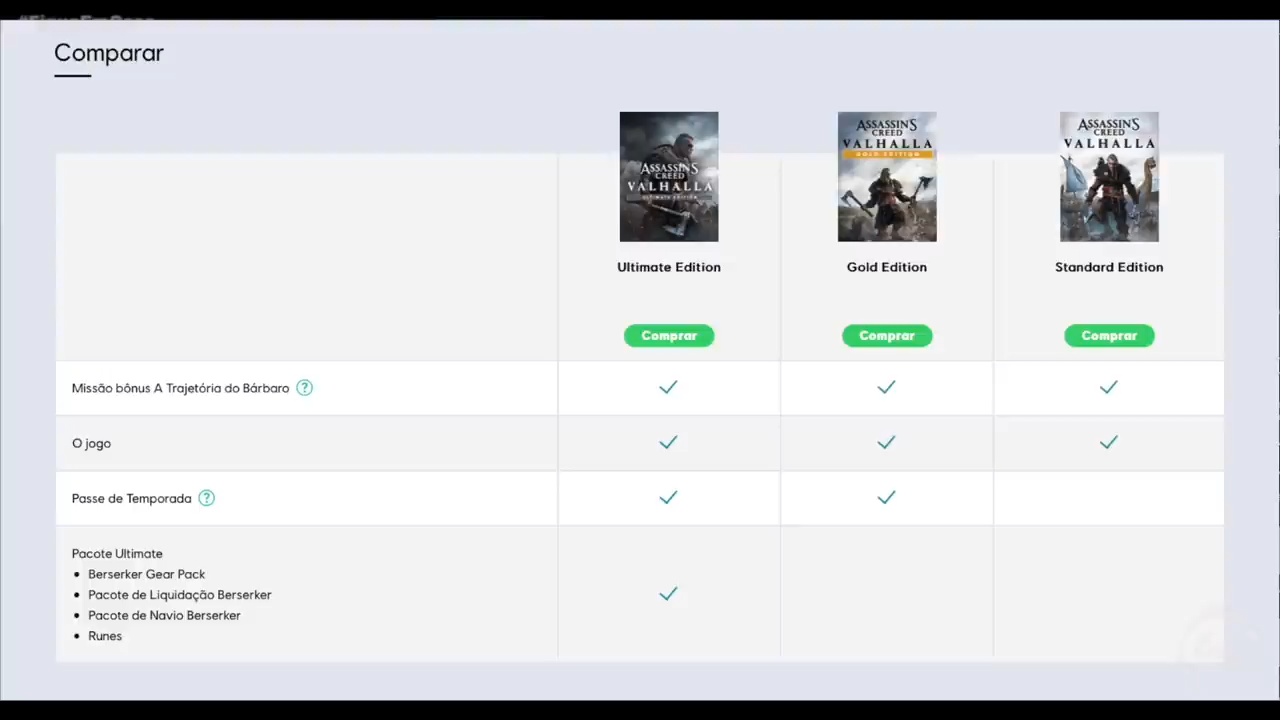 Comparar
ASSASSIN'S
CREED
VALHALLA
ULTIMATE EDITION
ASSASSIN'S
CREED
VALHALLA
GOLD EDITION
ASSASSIN'S
CREED
VALHALLA
Ultimate Edition
Gold Edition
Standard Edition
Comprar
Comprar
Comprar
Missão bônus A Trajetória do Bárbaro ?
O jogo
Passe de Temporada ?
Pacote Ultimate
• Berserker Gear Pack
• Pacote de Liquidação Berserker
• Pacote de Navio Berserker
• Runes